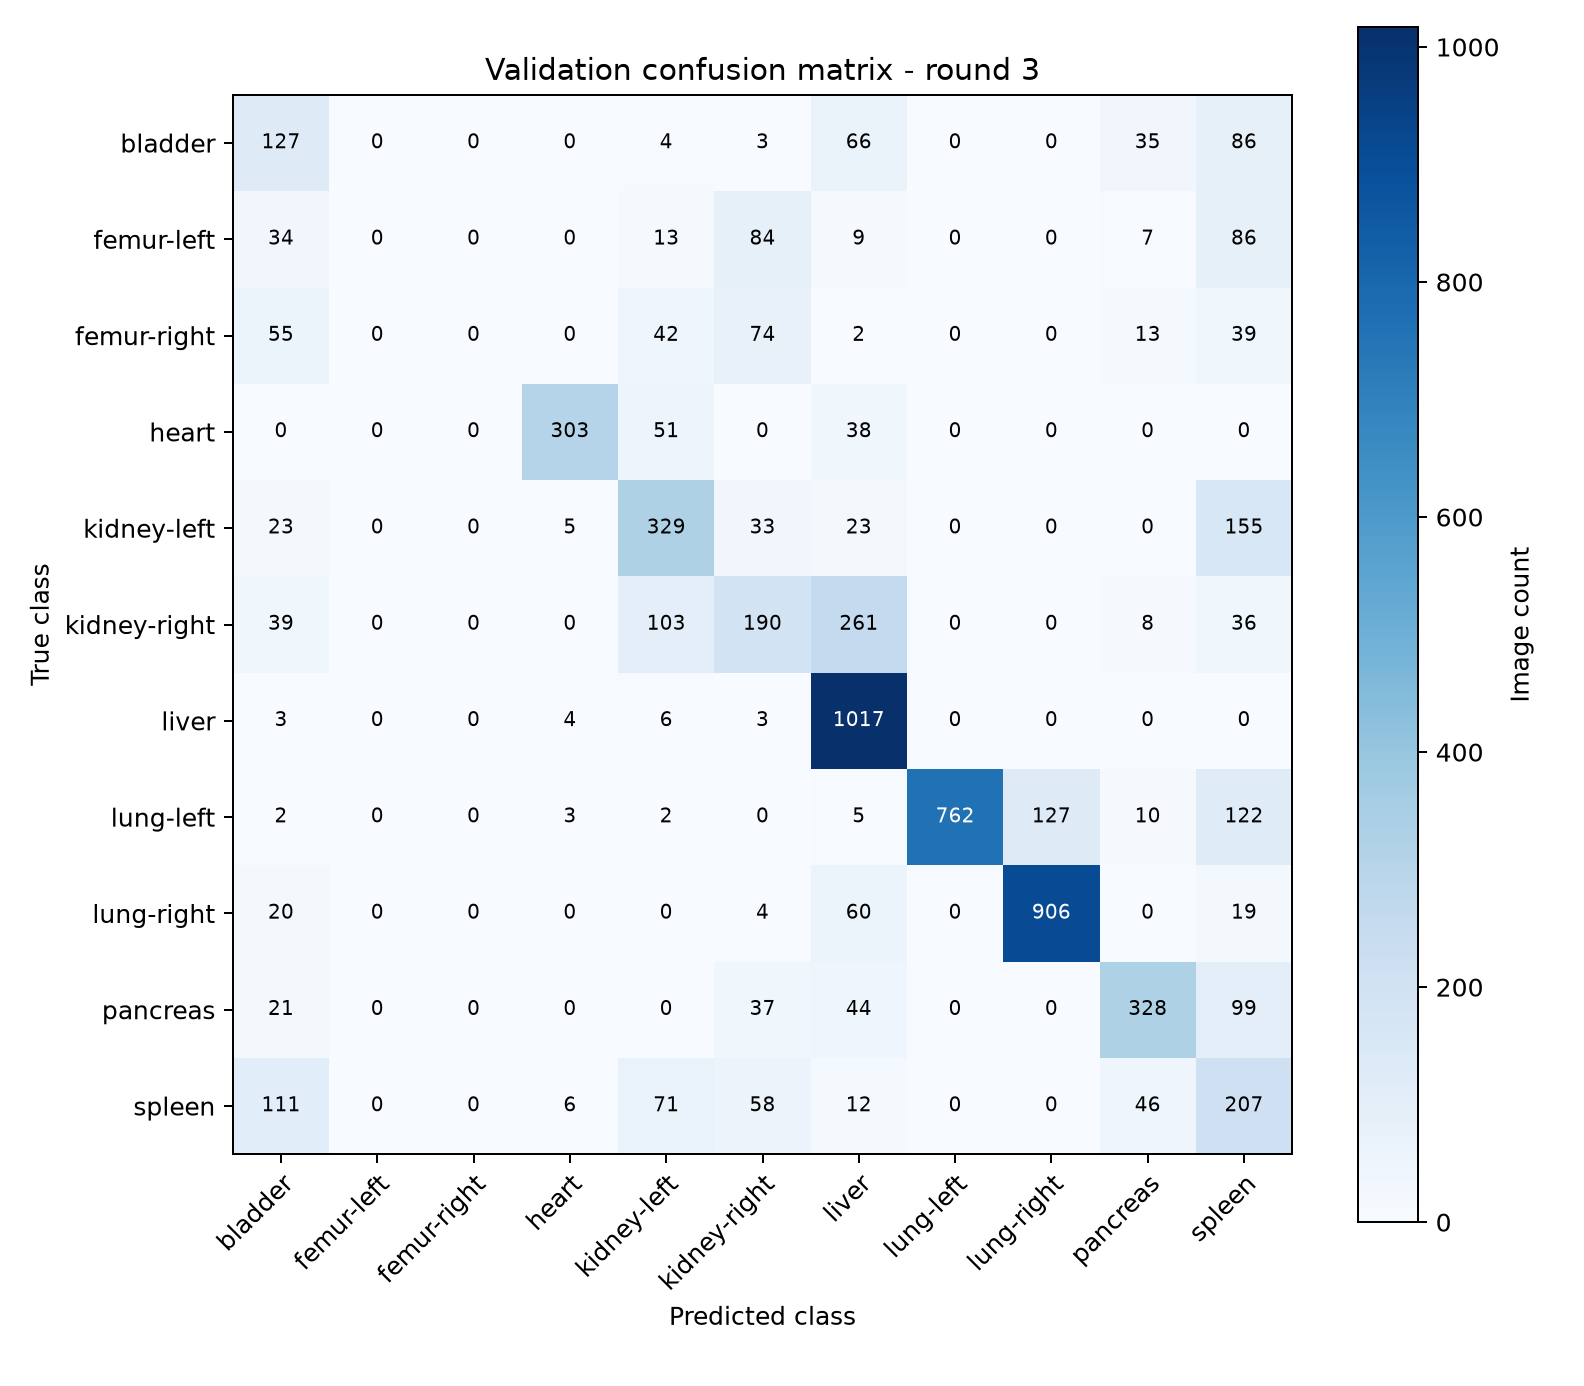 Validation confusion matrix - round 3
True class
bladder 127 0 0 0 4 3 66 0 0 35 86
femur-left 34 0 0 0 13 84 9 0 0 7 86
femur-right 55 0 0 0 42 74 2 0 0 13 39
heart 0 0 0 303 51 0 38 0 0 0 0
kidney-left 23 0 0 5 329 33 23 0 0 0 155
kidney-right 39 0 0 0 103 190 261 0 0 8 36
liver 3 0 0 4 6 3 1017 0 0 0 0
lung-left 2 0 0 3 2 0 5 762 127 10 122
lung-right 20 0 0 0 0 4 60 0 906 0 19
pancreas 21 0 0 0 0 37 44 0 0 328 99
spleen 111 0 0 6 71 58 12 0 0 46 207
bladder femur-left femur-right heart kidney-left kidney-right liver lung-left lung-right pancreas spleen
Predicted class
1000
800
600
400
200
0
Image count